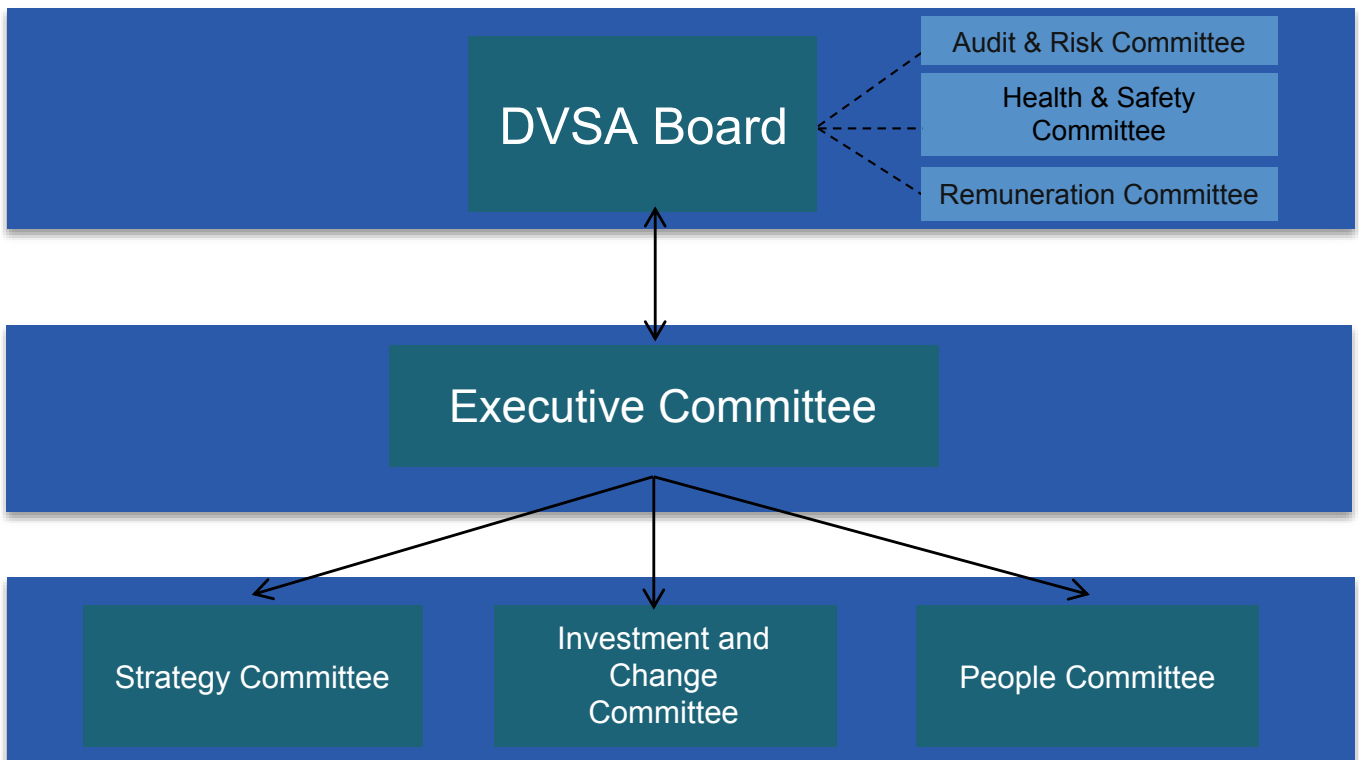 DVSA Board
Audit & Risk Committee
Health & Safety
Committee
Remuneration Committee
Executive Committee
Strategy Committee
Investment and
Change
Committee
People Committee